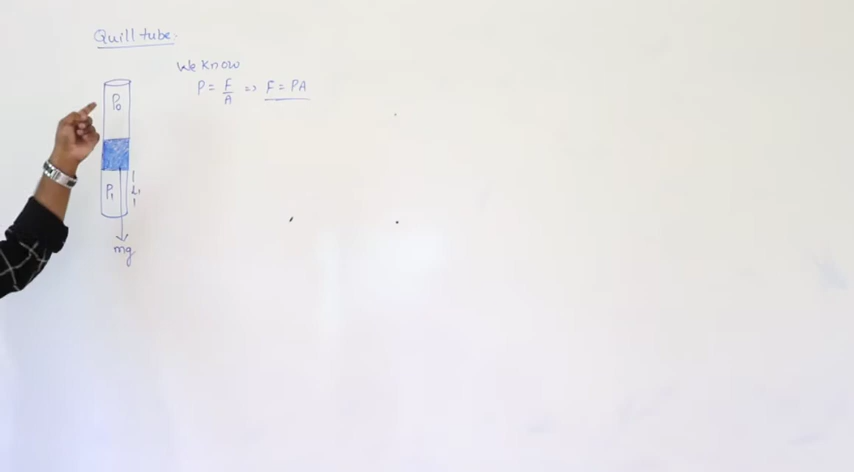 Quill tube.
We know
P = F/A => F = PA
P₀
P₁ L₁
mg